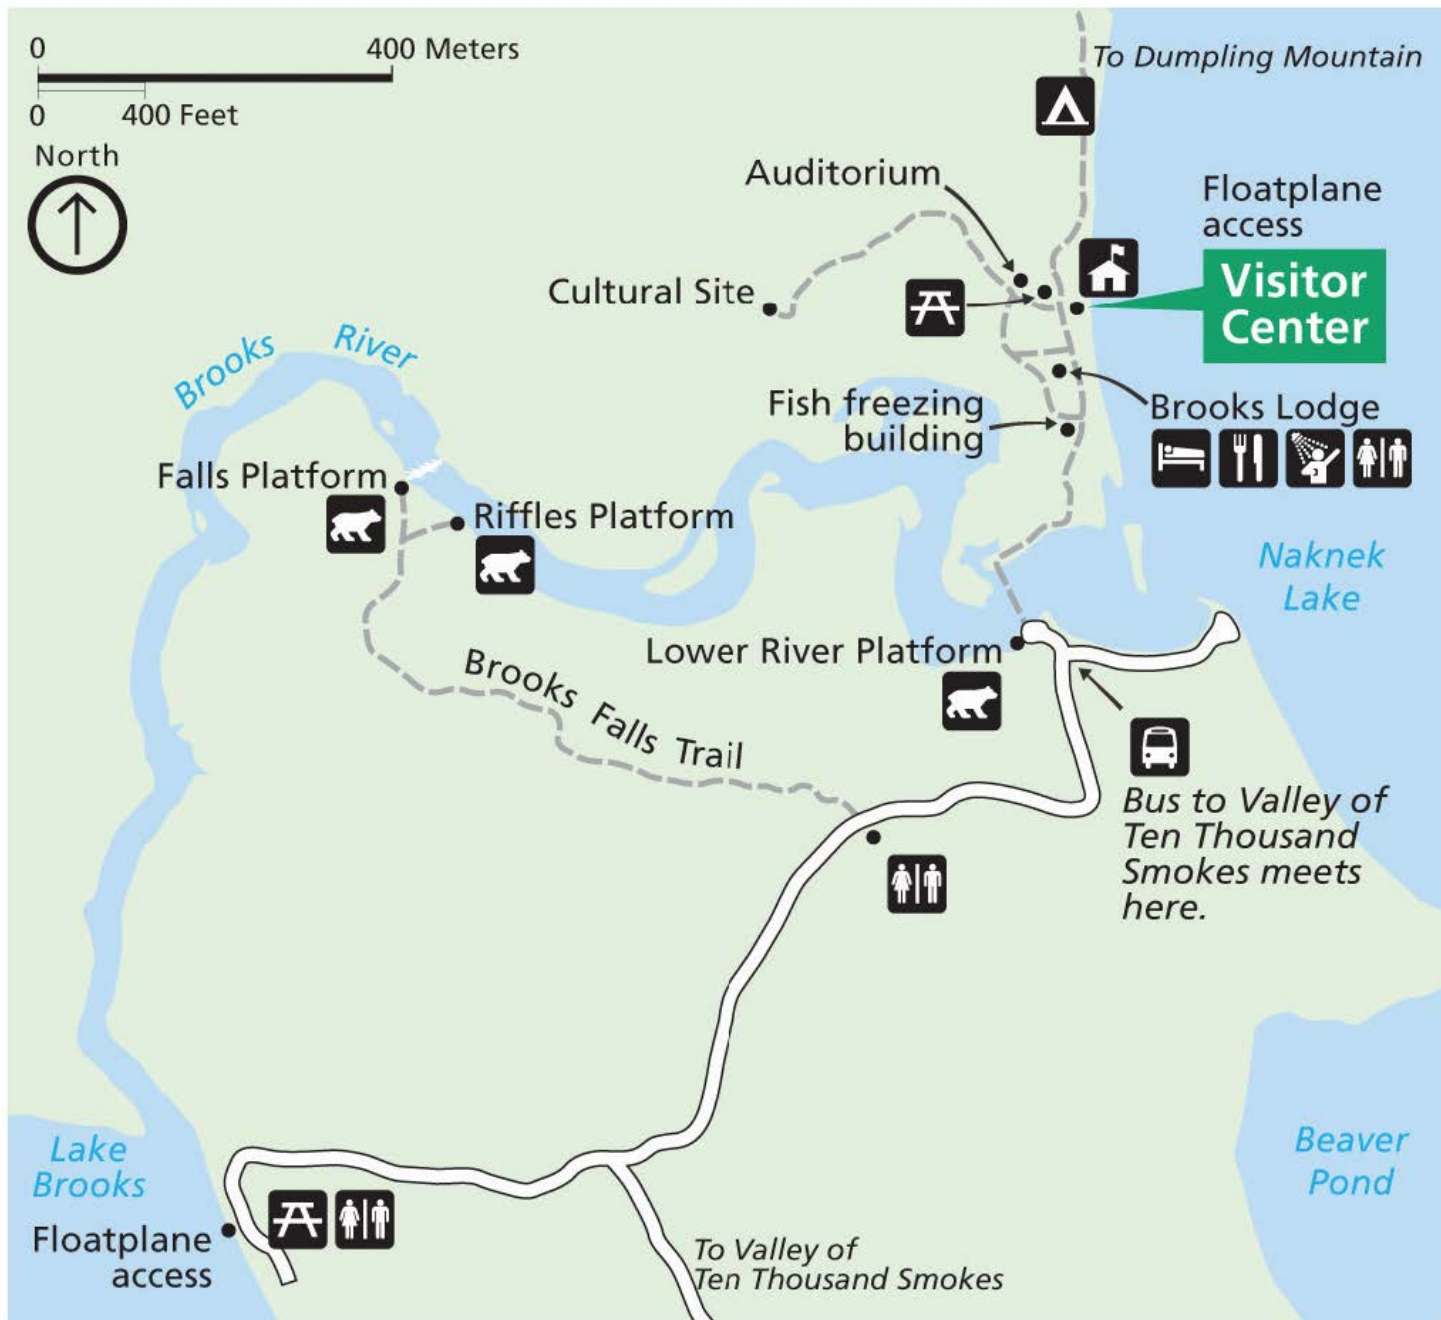 0 400 Meters
0 400 Feet
North
To Dumpling Mountain
Auditorium
Floatplane
access
Visitor
Center
Cultural Site
Brooks River
Fish freezing
building
Brooks Lodge
Falls Platform
Riffles Platform
Naknek
Lake
Lower River Platform
Brooks Falls Trail
Bus to Valley of
Ten Thousand
Smokes meets
here.
Lake
Brooks
Beaver
Pond
Floatplane
access
To Valley of
Ten Thousand Smokes